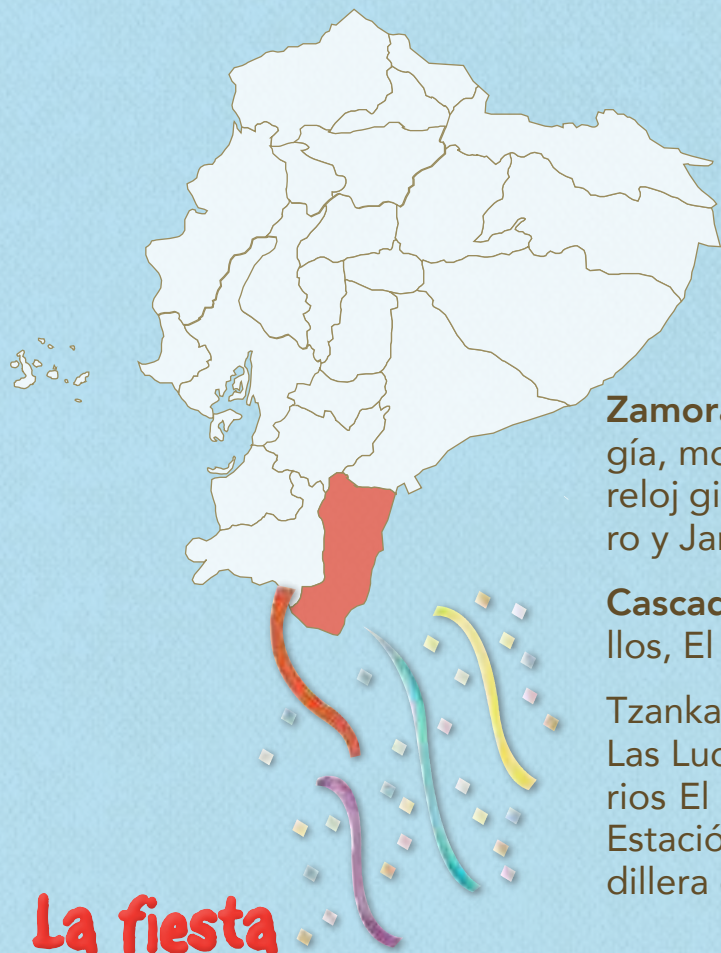 Zamora
gía, mo
reloj gi
ro y Jar
Cascad
llos, El
Tzanka
Las Luc
rios El
Estació
dillera
La fiesta